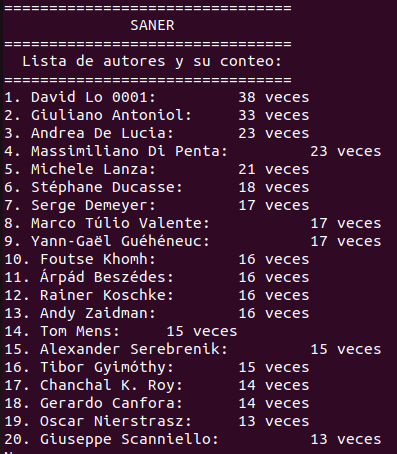 ================================
SANER
================================
Lista de autores y su conteo:
================================
1. David Lo 0001: 38 veces
2. Giuliano Antoniol: 33 veces
3. Andrea De Lucia: 23 veces
4. Massimiliano Di Penta: 23 veces
5. Michele Lanza: 21 veces
6. Stéphane Ducasse: 18 veces
7. Serge Demeyer: 17 veces
8. Marco Túlio Valente: 17 veces
9. Yann-Gaël Guéhéneuc: 17 veces
10. Foutse Khomh: 16 veces
11. Árpád Beszédes: 16 veces
12. Rainer Koschke: 16 veces
13. Andy Zaidman: 16 veces
14. Tom Mens: 15 veces
15. Alexander Serebrenik: 15 veces
16. Tibor Gyimóthy: 15 veces
17. Chanchal K. Roy: 14 veces
18. Gerardo Canfora: 14 veces
19. Oscar Nierstrasz: 13 veces
20. Giuseppe Scanniello: 13 veces